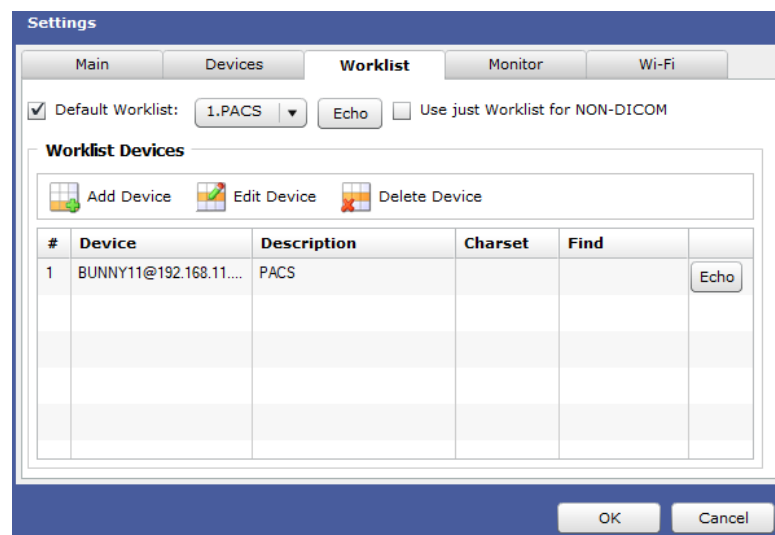 Settings
Main Devices Worklist Monitor Wi-Fi
Default Worklist: 1.PACS Echo Use just Worklist for NON-DICOM
Worklist Devices
Add Device Edit Device Delete Device
# Device Description Charset Find
1 BUNNY11@192.168.11.... PACS Echo
OK Cancel